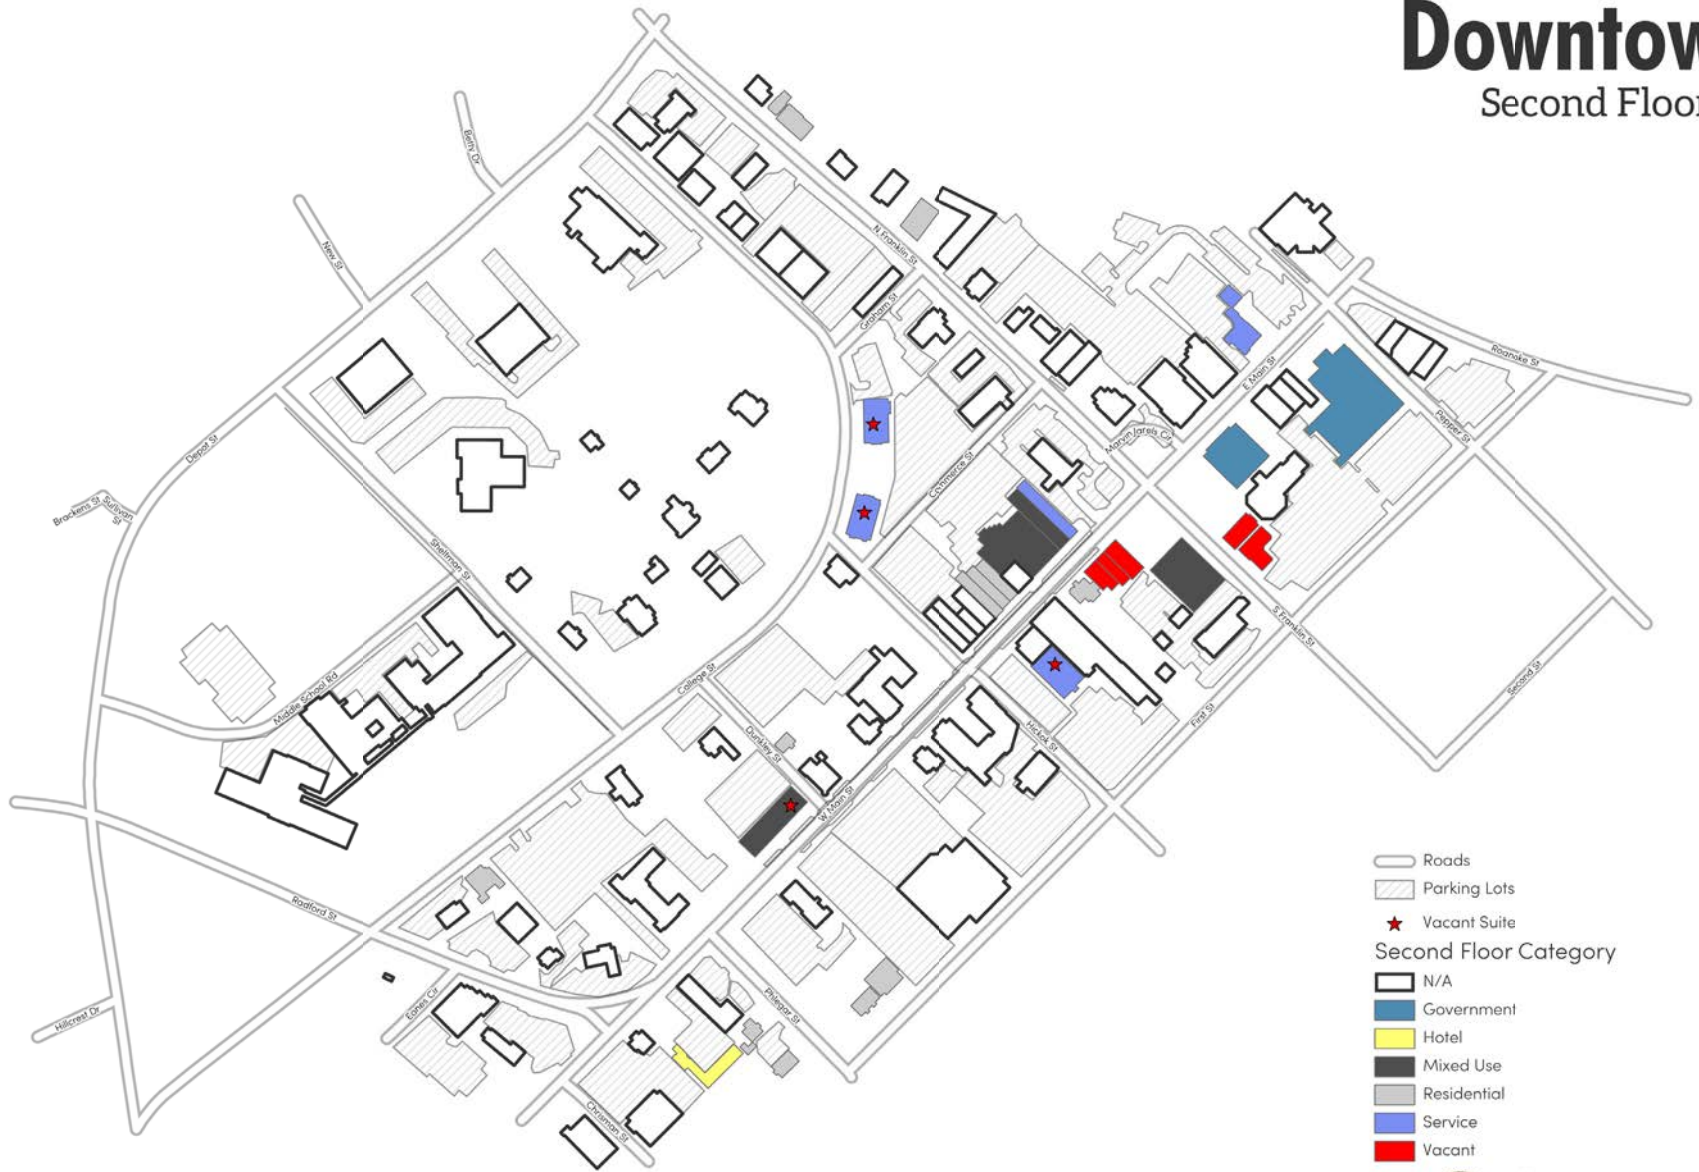 Downtow
Second Floor
Betty Dr
New St
N Franklin St
Graham St
E Main St
Roanoke St
Pepper St
Depot St
Marvin Jarels Cir
Commerce St
Brackens St
Sullivan
St
Sheltman St
S Franklin St
Middle School Rd
College St
Second St
First St
Hickok St
Dunkley St
W Main St
Radford St
Phlegar St
Eanes Cir
Hillcrest Dr
Chrisman St
Roads
Parking Lots
Vacant Suite
Second Floor Category
N/A
Government
Hotel
Mixed Use
Residential
Service
Vacant